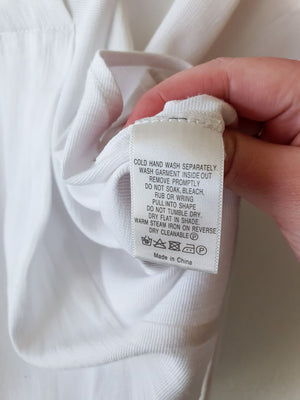 COLD HAND WASH SEPARATELY
WASH GARMENT INSIDE OUT
REMOVE PROMPTLY
DO NOT SOAK, BLEACH,
RUB OR WRING
PULL INTO SHAPE
DO NOT TUMBLE DRY.
DRY FLAT IN SHADE.
WARM STEAM IRON ON REVERSE
DRY CLEANABLE Ⓟ
Made in China